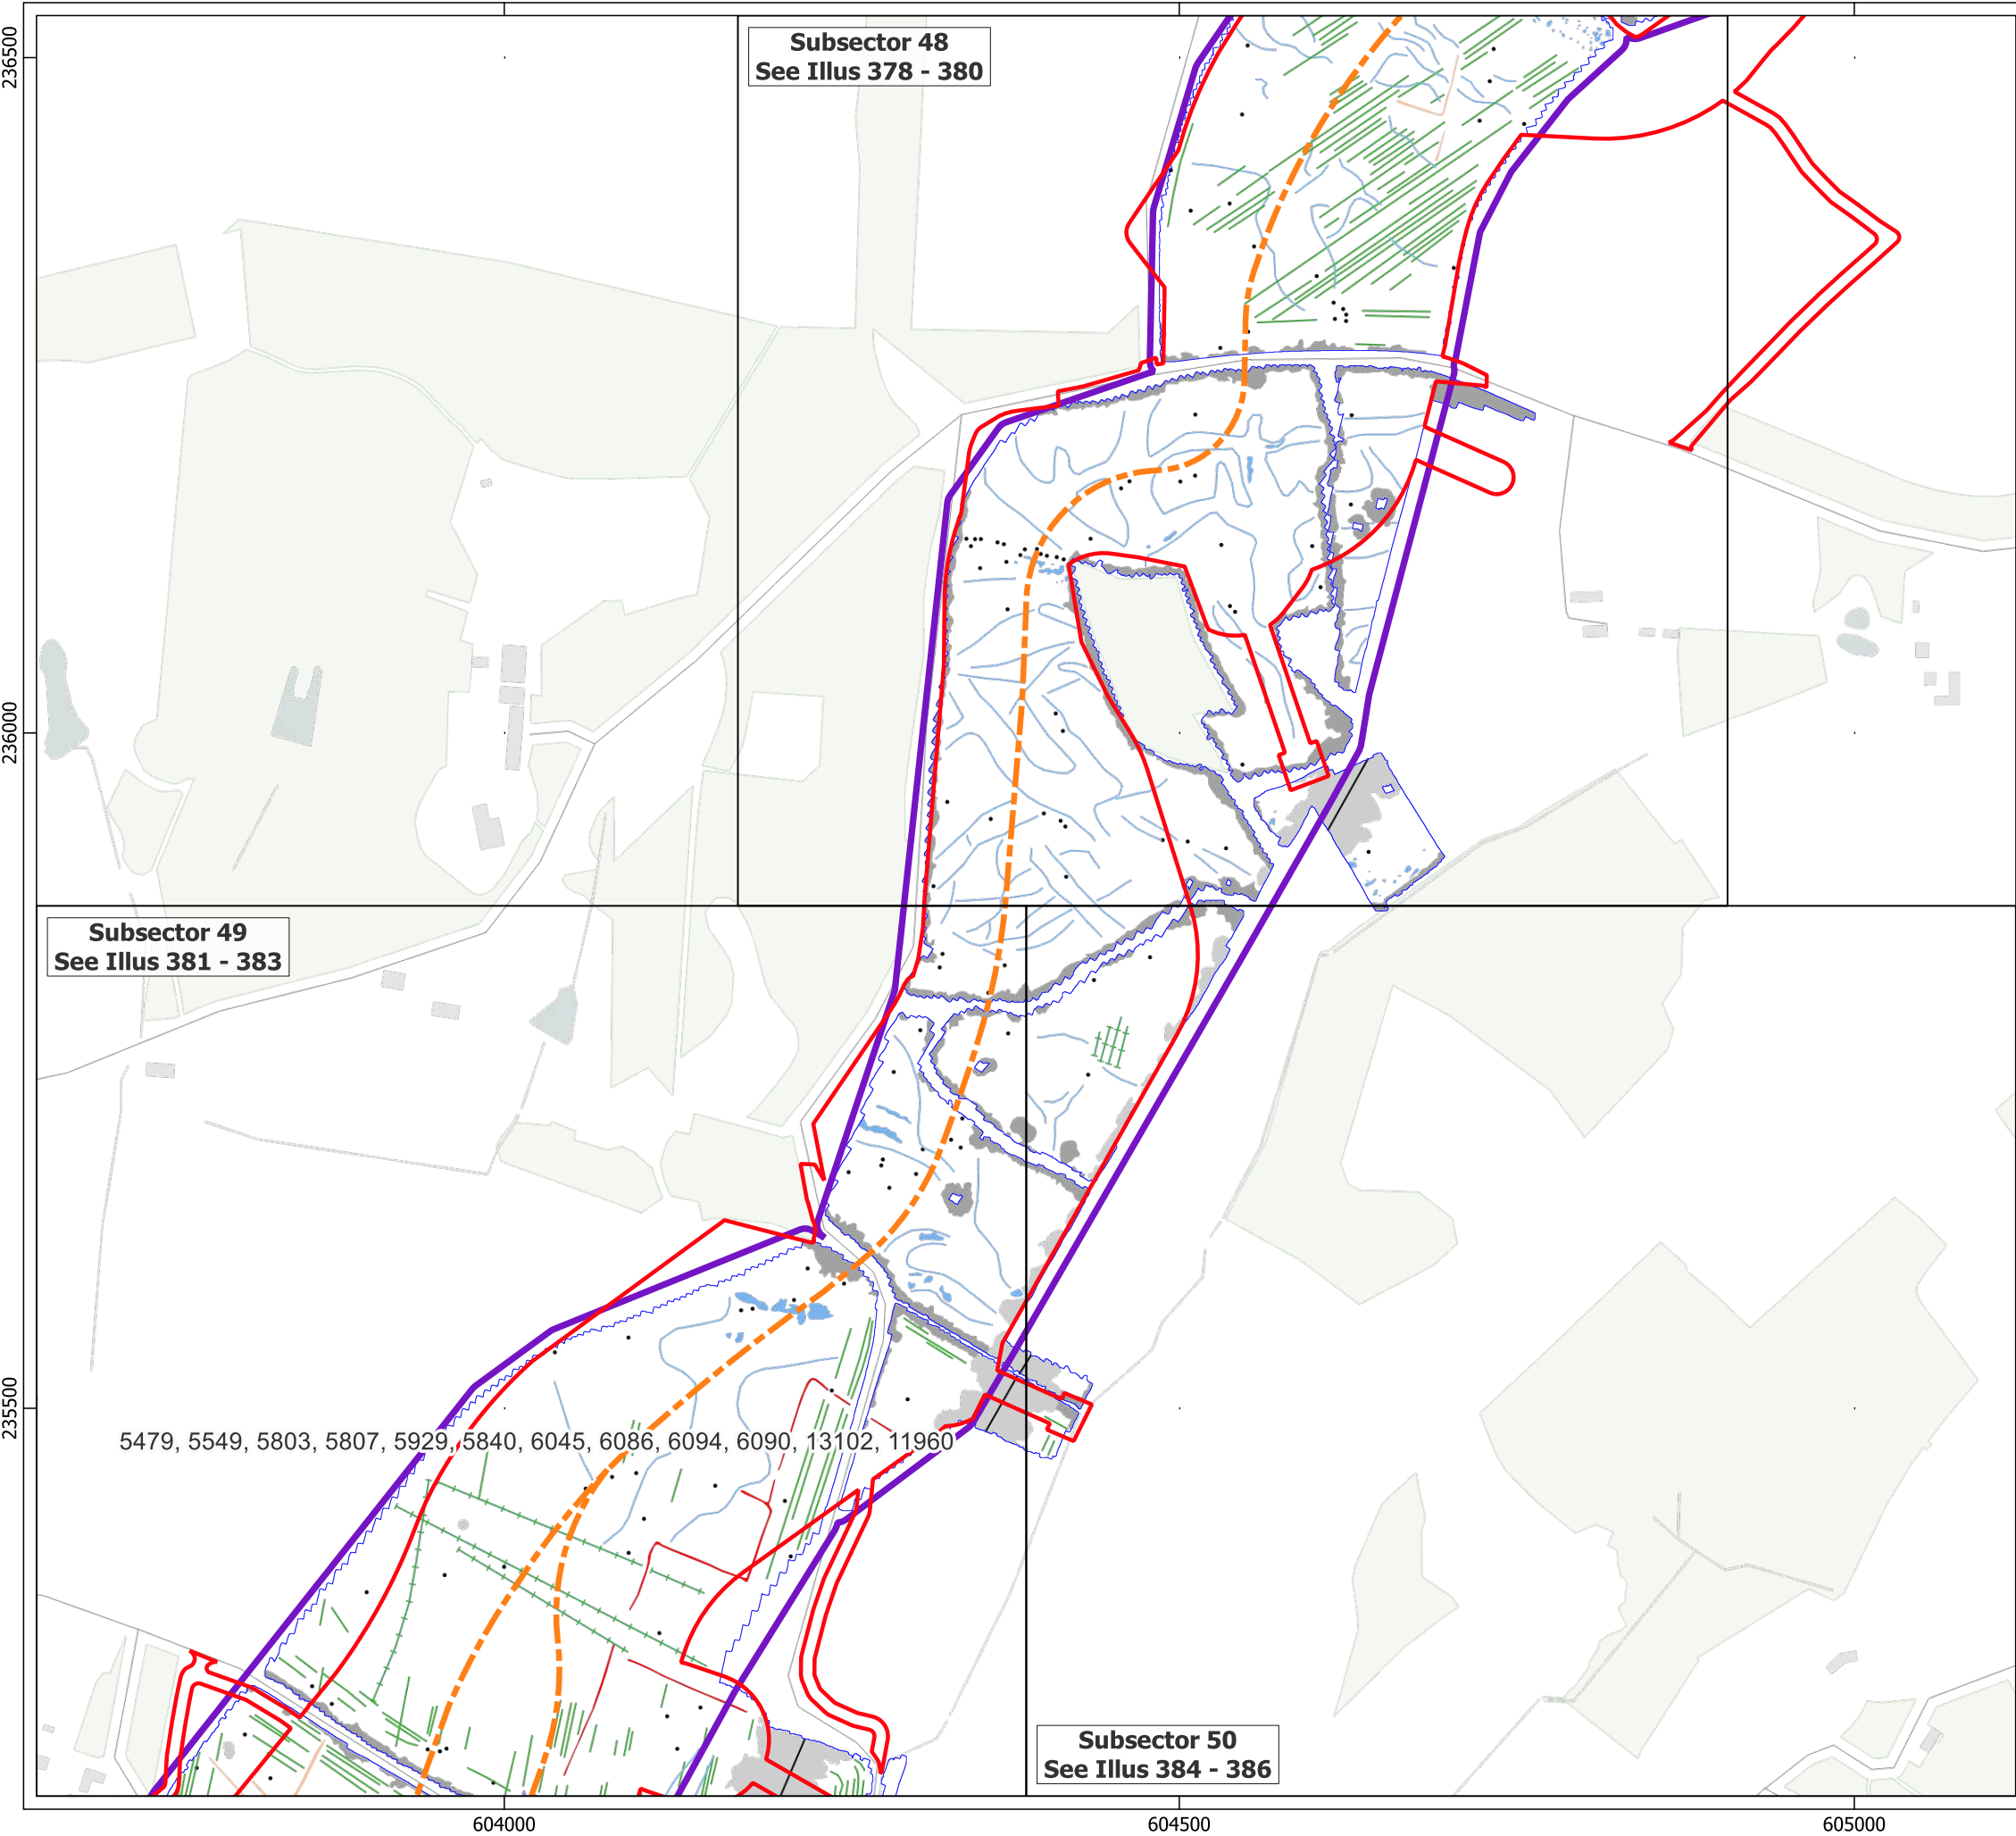 236500
Subsector 48
See Illus 378 - 380
236000
Subsector 49
See Illus 381 - 383
235500
5479, 5549, 5803, 5807, 5929, 5840, 6045, 6086, 6094, 6090, 13102, 11960
Subsector 50
See Illus 384 - 386
604000
604500
605000